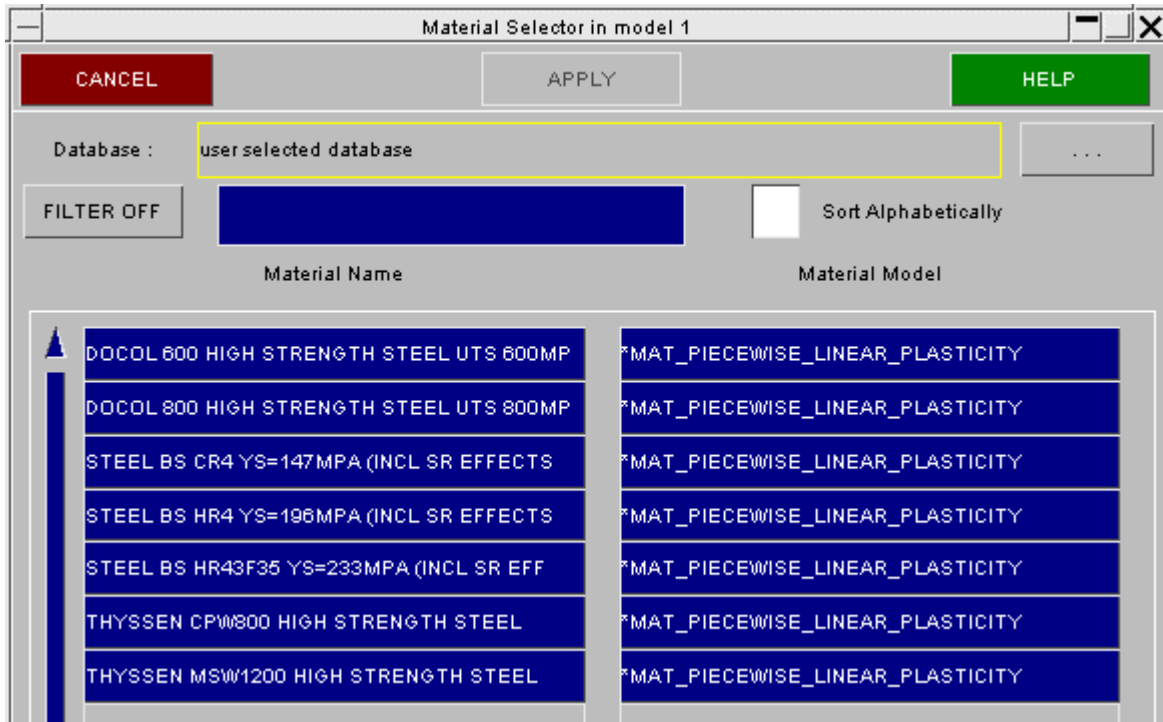 Material Selector in model 1
CANCEL APPLY HELP
Database : user selected database ...
FILTER OFF Sort Alphabetically
Material Name Material Model
DOCOL 600 HIGH STRENGTH STEEL UTS 600MP *MAT_PIECEWISE_LINEAR_PLASTICITY
DOCOL 800 HIGH STRENGTH STEEL UTS 800MP *MAT_PIECEWISE_LINEAR_PLASTICITY
STEEL BS CR4 YS=147MPA (INCL SR EFFECTS *MAT_PIECEWISE_LINEAR_PLASTICITY
STEEL BS HR4 YS=196MPA (INCL SR EFFECTS *MAT_PIECEWISE_LINEAR_PLASTICITY
STEEL BS HR43F35 YS=233MPA (INCL SR EFF *MAT_PIECEWISE_LINEAR_PLASTICITY
THYSSEN CPW800 HIGH STRENGTH STEEL *MAT_PIECEWISE_LINEAR_PLASTICITY
THYSSEN MSW1200 HIGH STRENGTH STEEL *MAT_PIECEWISE_LINEAR_PLASTICITY